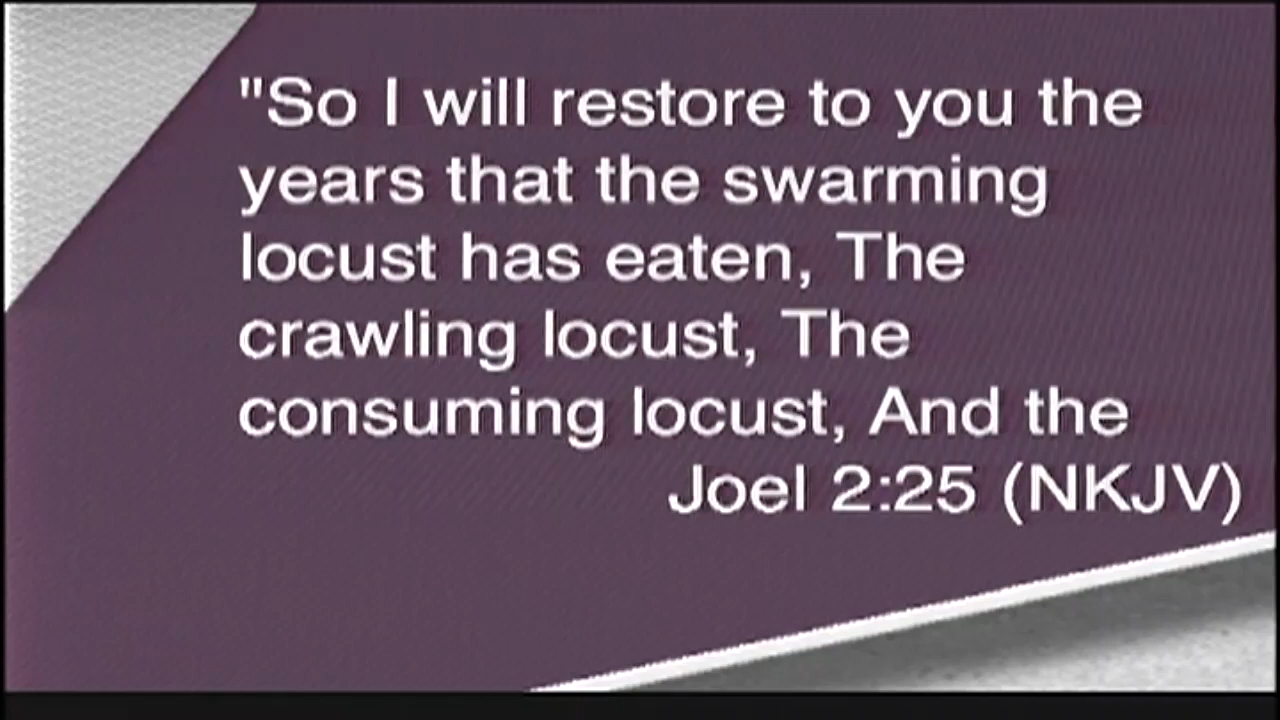 "So I will restore to you the
years that the swarming
locust has eaten, The
crawling locust, The
consuming locust, And the
Joel 2:25 (NKJV)